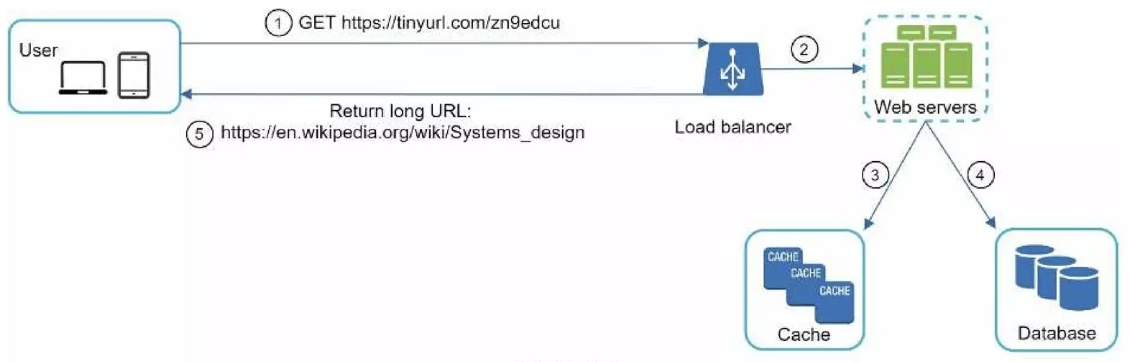 1 GET https://tinyurl.com/zn9edcu
User
2
Return long URL:
5 https://en.wikipedia.org/wiki/Systems_design
Load balancer
Web servers
3
4
CACHE
CACHE
CACHE
Cache
Database